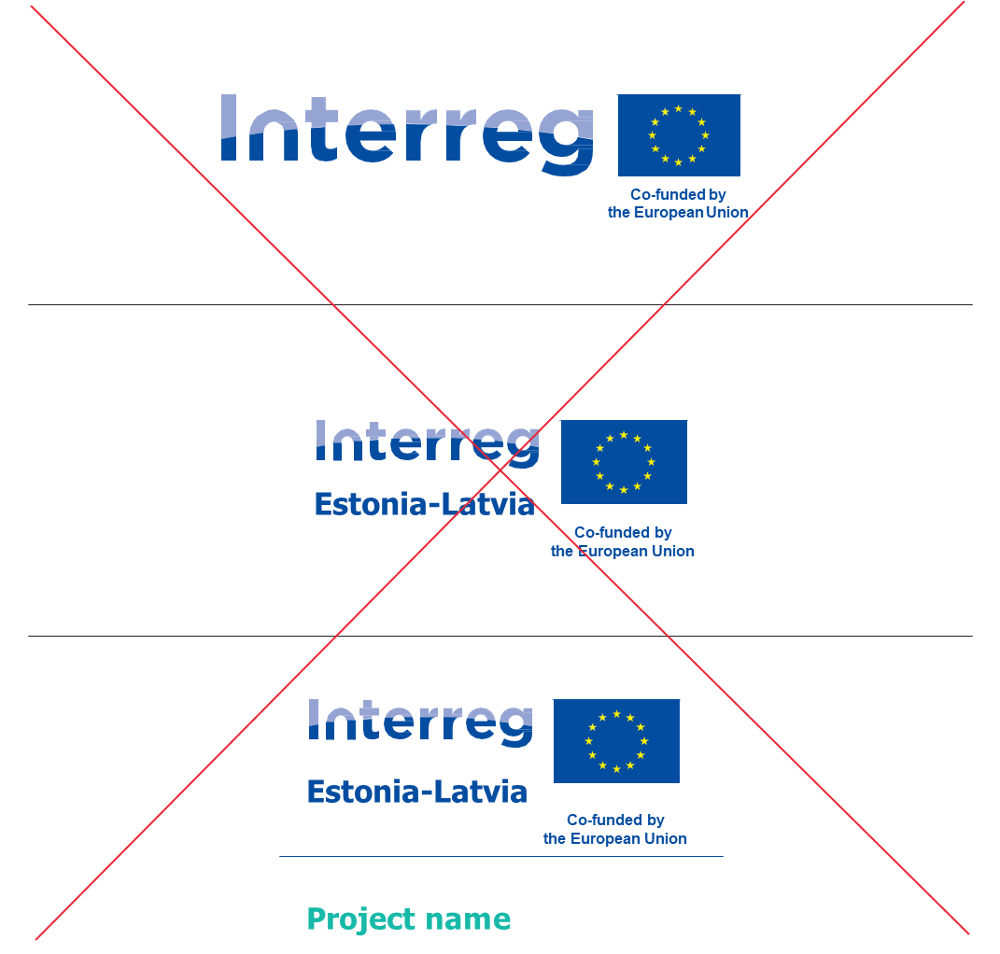 Interreg
Co-funded by
the European Union
Interreg
Estonia-Latvia
Co-funded by
the European Union
Interreg
Estonia-Latvia
Co-funded by
the European Union
Project name